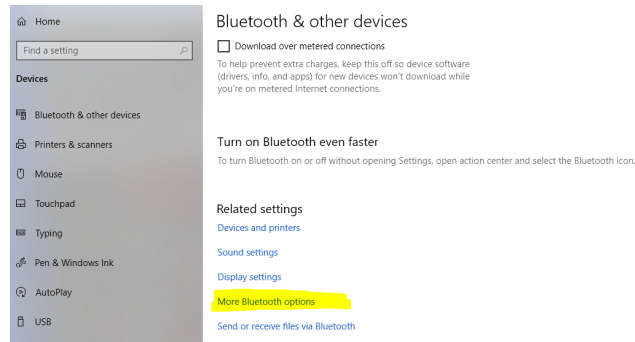 Home
Find a setting
Devices
Bluetooth & other devices
Printers & scanners
Mouse
Touchpad
Typing
Pen & Windows Ink
AutoPlay
USB
Bluetooth & other devices
Download over metered connections
To help prevent extra charges, keep this off so device software
(drivers, info, and apps) for new devices won't download while
you're on metered Internet connections.
Turn on Bluetooth even faster
To turn Bluetooth on or off without opening Settings, open action center and select the Bluetooth icon.
Related settings
Devices and printers
Sound settings
Display settings
More Bluetooth options
Send or receive files via Bluetooth